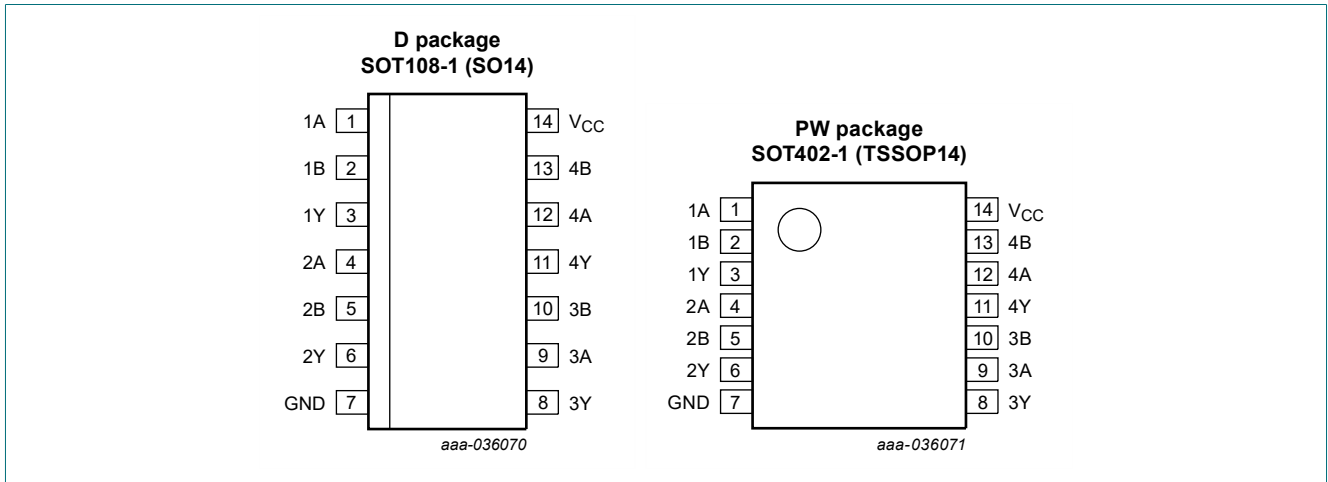 D package
SOT108-1 (SO14)
1A 1 14 VCC
1B 2 13 4B
1Y 3 12 4A
2A 4 11 4Y
2B 5 10 3B
2Y 6 9 3A
GND 7 8 3Y
aaa-036070
PW package
SOT402-1 (TSSOP14)
1A 1 14 VCC
1B 2 13 4B
1Y 3 12 4A
2A 4 11 4Y
2B 5 10 3B
2Y 6 9 3A
GND 7 8 3Y
aaa-036071